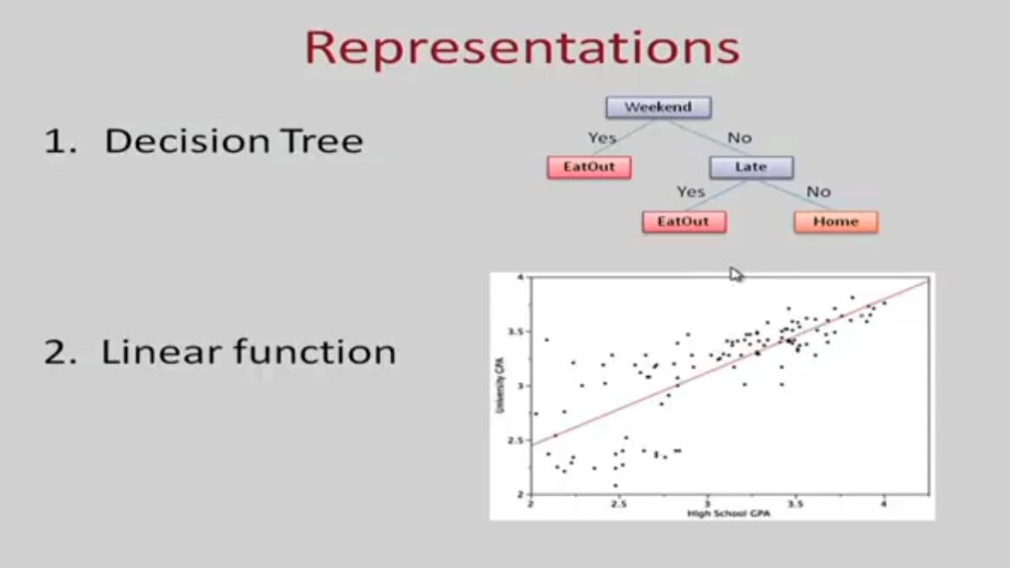 Representations
1. Decision Tree
Weekend
Yes No
EatOut Late
Yes No
EatOut Home
2. Linear function
University GPA
4
3.5
3
2.5
2
2 2.5 3 3.5 4
High School GPA